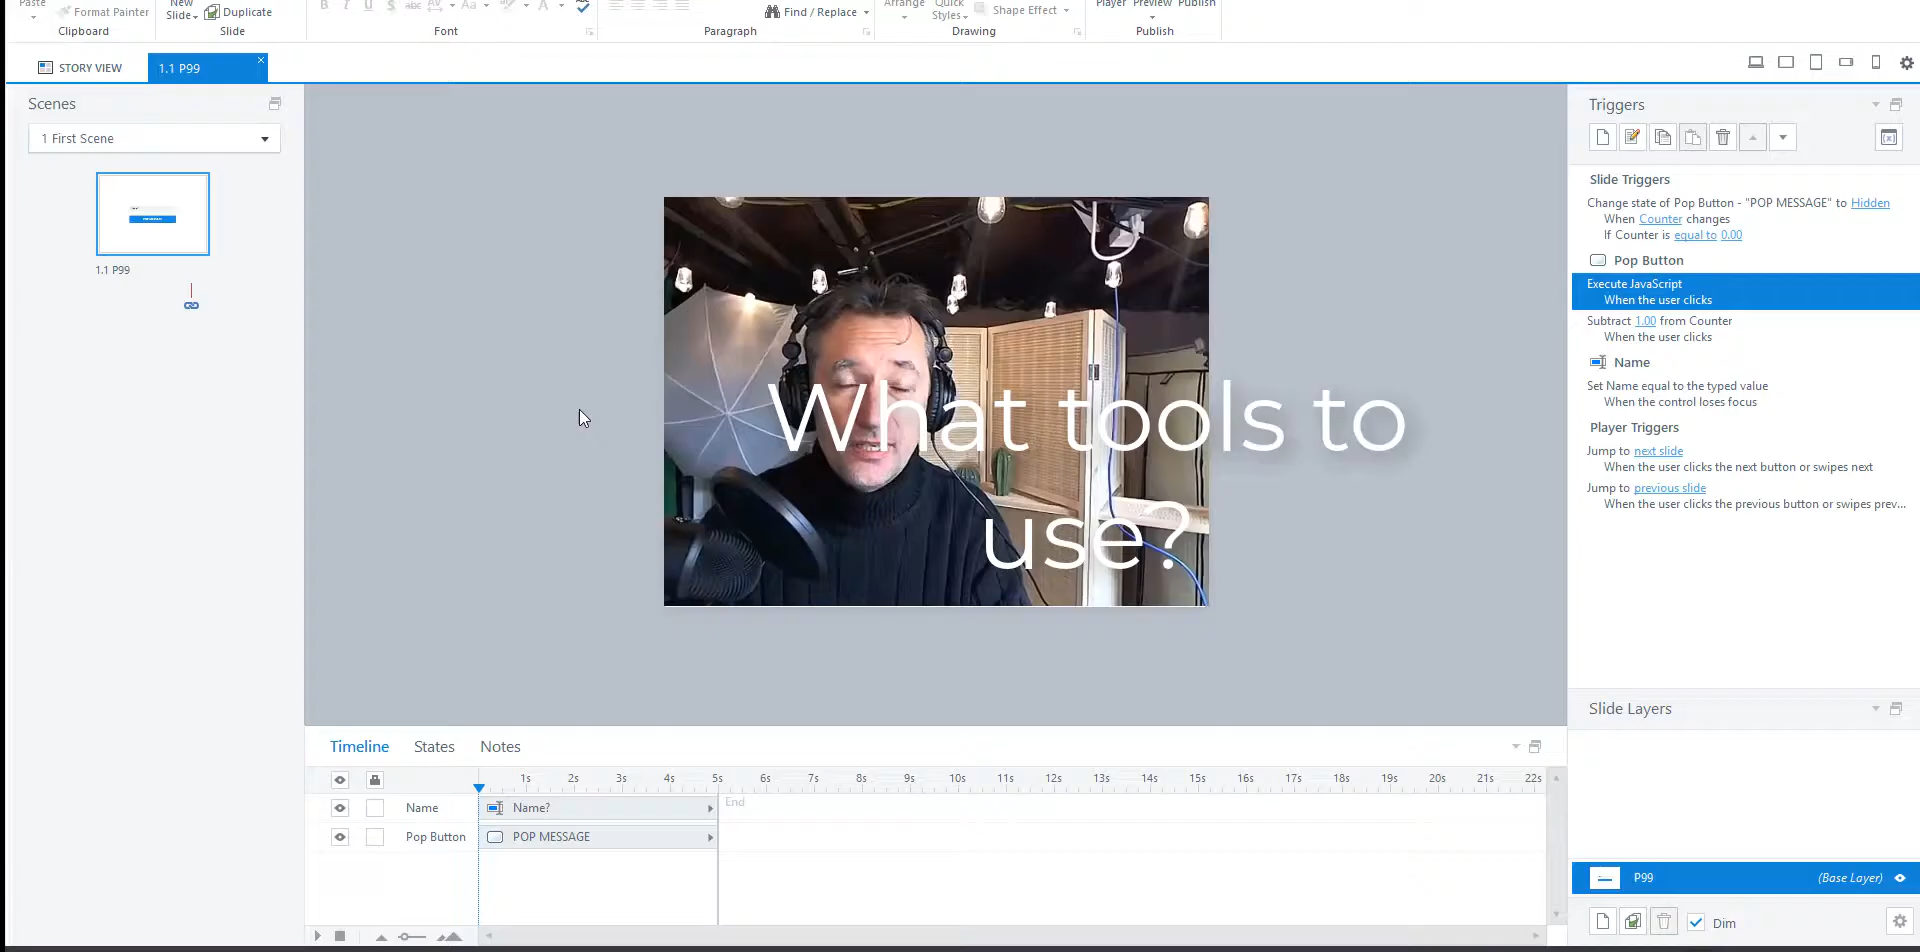 Paste
Format Painter
Clipboard
New
Slide
Duplicate
Slide
B I U S abc AV Aa A
Font
Find / Replace
Paragraph
Arrange
Quick
Styles
Shape Effect
Drawing
Player Preview Publish
Publish
STORY VIEW
1.1 P99
Scenes
1 First Scene
1.1 P99
What tools to
use?
Triggers
Slide Triggers
Change state of Pop Button - "POP MESSAGE" to Hidden
When Counter changes
If Counter is equal to 0.00
Pop Button
Execute JavaScript
When the user clicks
Subtract 1.00 from Counter
When the user clicks
Name
Set Name equal to the typed value
When the control loses focus
Player Triggers
Jump to next slide
When the user clicks the next button or swipes next
Jump to previous slide
When the user clicks the previous button or swipes prev...
Slide Layers
P99 (Base Layer)
Dim
Timeline States Notes
1s 2s 3s 4s 5s 6s 7s 8s 9s 10s 11s 12s 13s 14s 15s 16s 17s 18s 19s 20s 21s 22s
Name Name? End
Pop Button POP MESSAGE